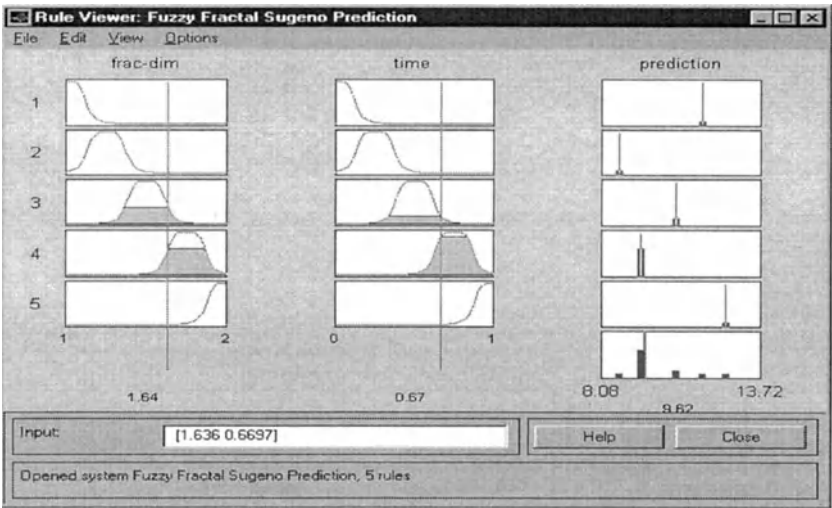 Rule Viewer: Fuzzy Fractal Sugeno Prediction
File Edit View Options
frac-dim time prediction
1
2
3
4
5
1 2 0 1
8.08 13.72
1.64 0.67 9.62
Input: [1.636 0.6697] Help Close
Opened system Fuzzy Fractal Sugeno Prediction, 5 rules